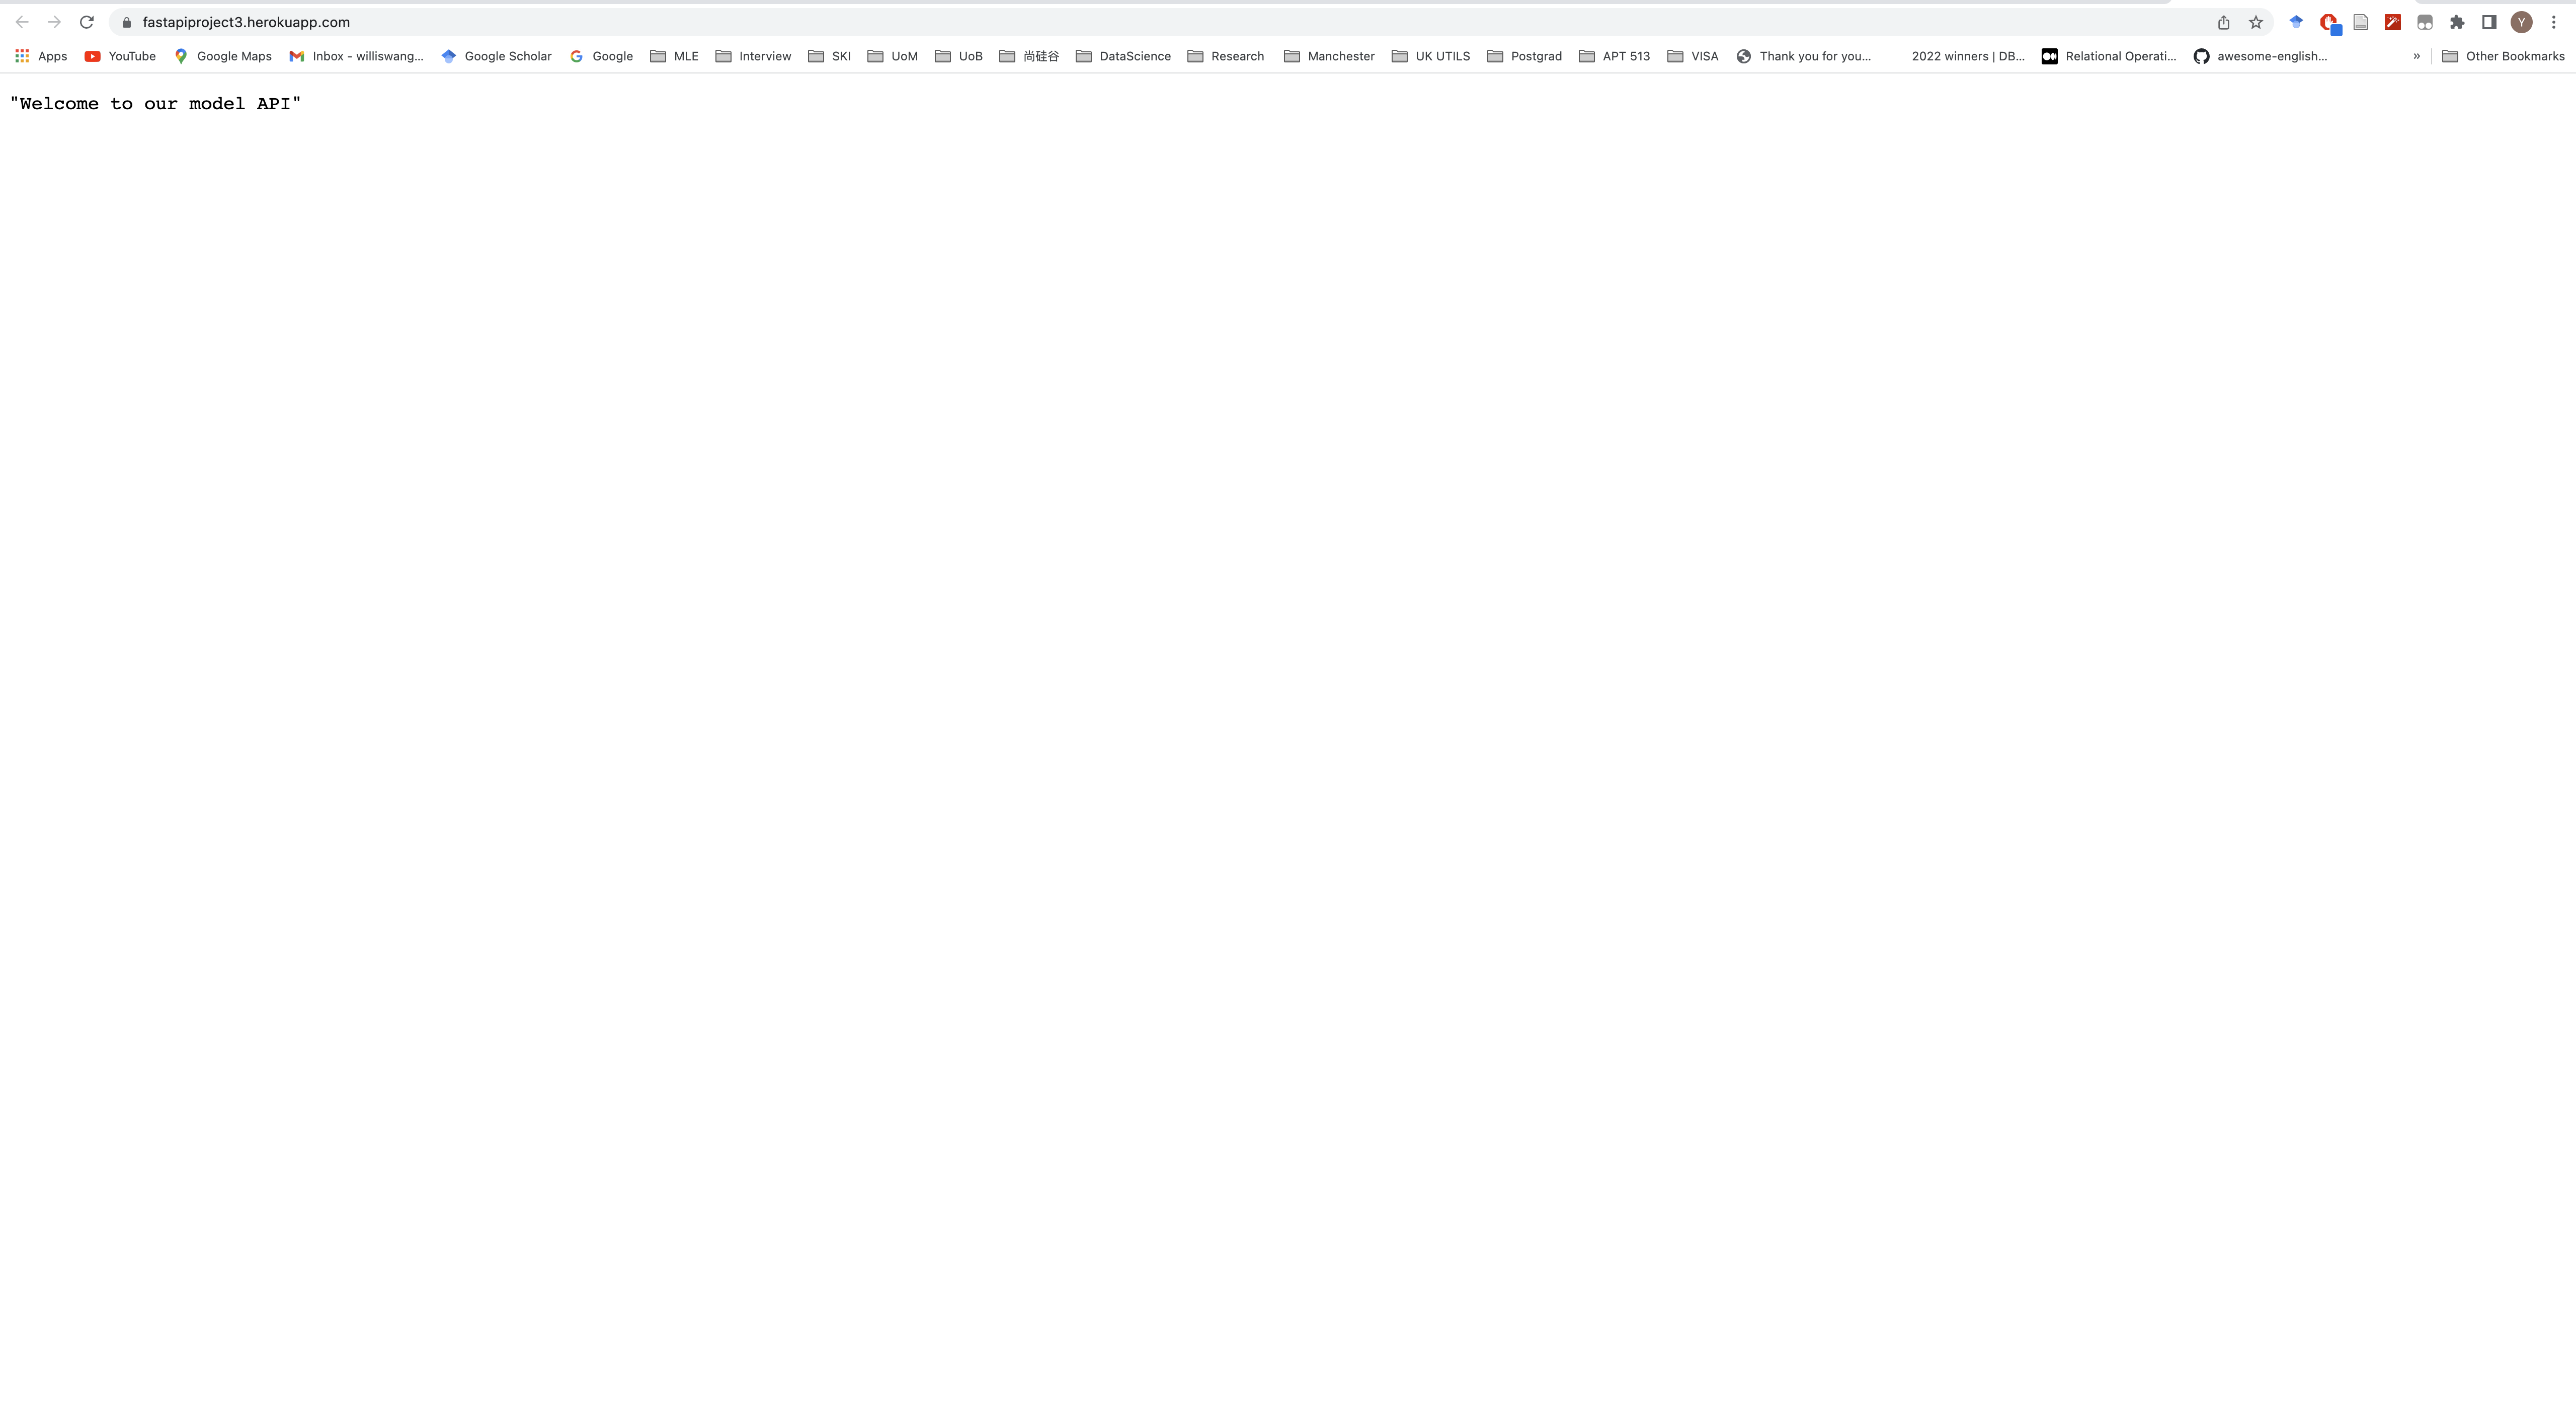 fastapiproject3.herokuapp.com
Y
Apps YouTube Google Maps Inbox - williswang... Google Scholar Google MLE Interview SKI UoM UoB 尚硅谷 DataScience Research Manchester UK UTILS Postgrad APT 513 VISA Thank you for you... 2022 winners | DB... Relational Operati... awesome-english... » Other Bookmarks
"Welcome to our model API"